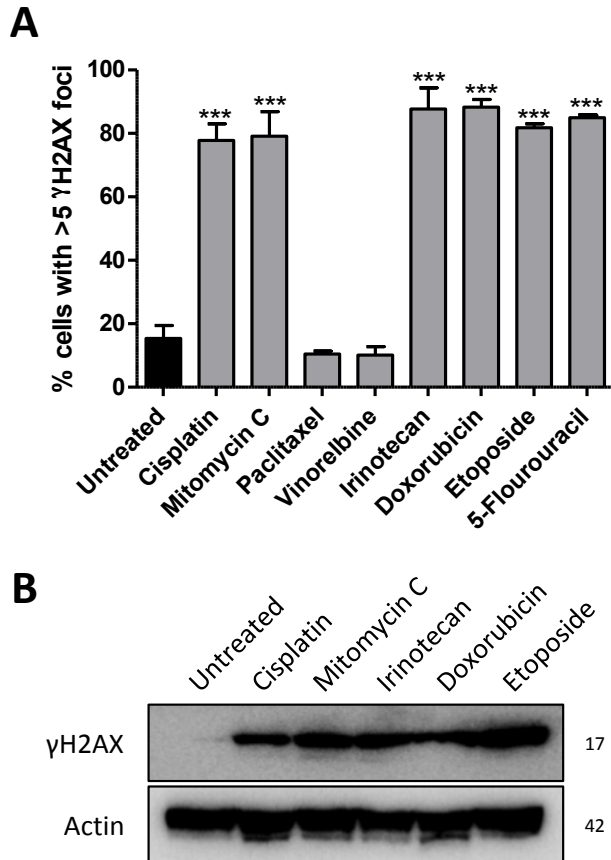 A
% cells with >5 γH2AX foci
100
80
60
40
20
0
***
***
***
***
***
***
Untreated
Cisplatin
Mitomycin C
Paclitaxel
Vinorelbine
Irinotecan
Doxorubicin
Etoposide
5-Flourouracil
B
Untreated
Cisplatin
Mitomycin C
Irinotecan
Doxorubicin
Etoposide
γH2AX
17
Actin
42